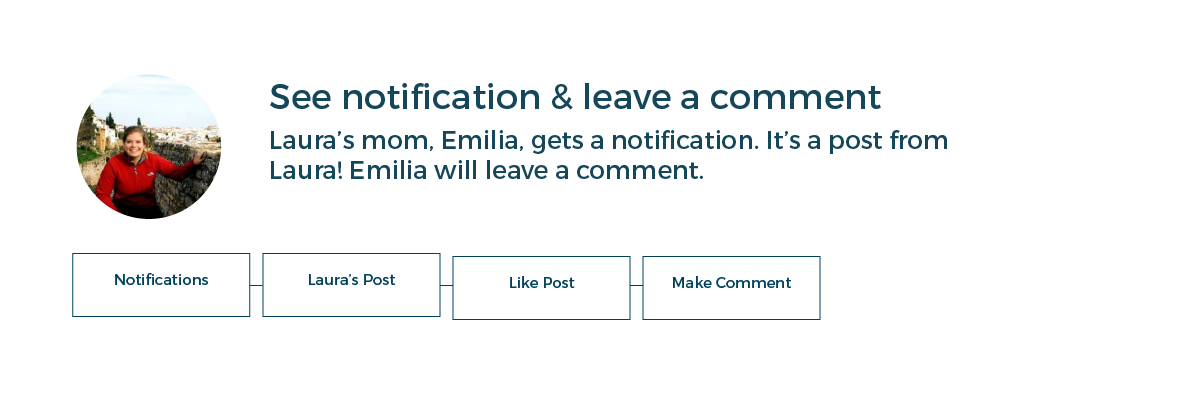 See notification & leave a comment
Laura’s mom, Emilia, gets a notification. It’s a post from
Laura! Emilia will leave a comment.
Notifications
Laura’s Post
Like Post
Make Comment